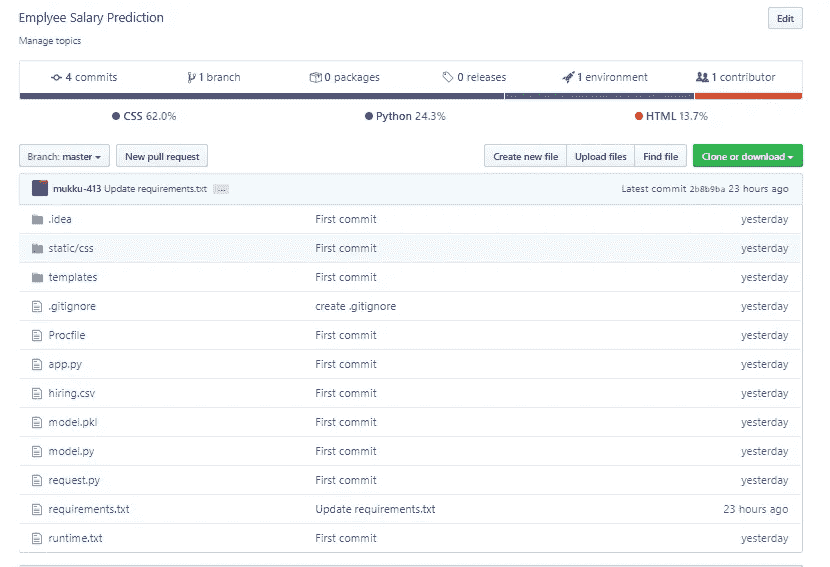 Emplyee Salary Prediction Edit
Manage topics
4 commits 1 branch 0 packages 0 releases 1 environment 1 contributor
CSS 62.0% Python 24.3% HTML 13.7%
Branch: master New pull request Create new file Upload files Find file Clone or download
mukku-413 Update requirements.txt ... Latest commit 2b8b9ba 23 hours ago
.idea First commit yesterday
static/css First commit yesterday
templates First commit yesterday
.gitignore create .gitignore yesterday
Procfile First commit yesterday
app.py First commit yesterday
hiring.csv First commit yesterday
model.pkl First commit yesterday
model.py First commit yesterday
request.py First commit yesterday
requirements.txt Update requirements.txt 23 hours ago
runtime.txt First commit yesterday